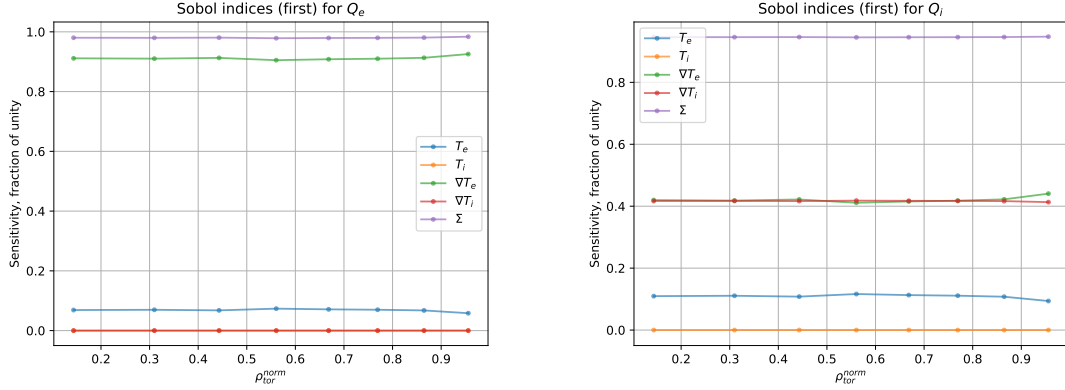 Sobol indices (first) for Q_e
Sensitivity, fraction of unity
1.0
0.8
0.6
0.4
0.2
0.0
T_e
T_i
∇T_e
∇T_i
Σ
0.2 0.3 0.4 0.5 0.6 0.7 0.8 0.9
ρ_tor^norm
Sobol indices (first) for Q_i
Sensitivity, fraction of unity
0.8
0.6
0.4
0.2
0.0
T_e
T_i
∇T_e
∇T_i
Σ
0.2 0.3 0.4 0.5 0.6 0.7 0.8 0.9
ρ_tor^norm